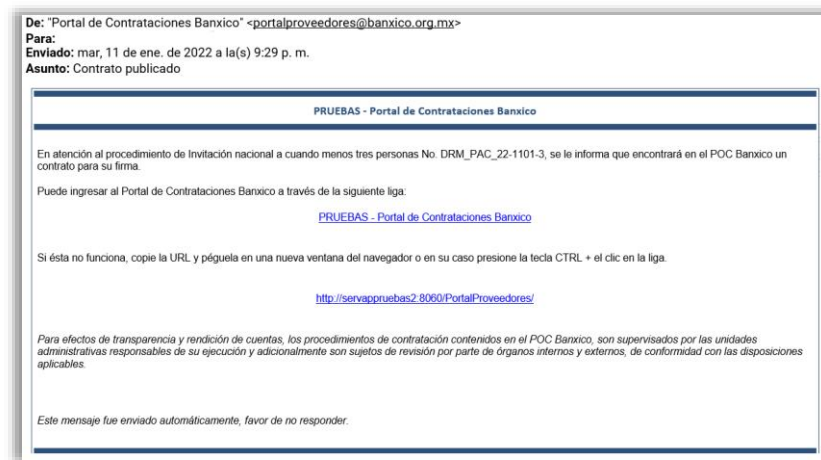 De: "Portal de Contrataciones Banxico" <portalproveedores@banxico.org.mx>
Para:
Enviado: mar, 11 de ene. de 2022 a la(s) 9:29 p. m.
Asunto: Contrato publicado
PRUEBAS - Portal de Contrataciones Banxico
En atención al procedimiento de Invitación nacional a cuando menos tres personas No. DRM_PAC_22-1101-3, se le informa que encontrará en el POC Banxico un
contrato para su firma.
Puede ingresar al Portal de Contrataciones Banxico a través de la siguiente liga:
PRUEBAS - Portal de Contrataciones Banxico
Si ésta no funciona, copie la URL y péguela en una nueva ventana del navegador o en su caso presione la tecla CTRL + el clic en la liga.
http://servappruebas2:8060/PortalProveedores/
Para efectos de transparencia y rendición de cuentas, los procedimientos de contratación contenidos en el POC Banxico, son supervisados por las unidades
administrativas responsables de su ejecución y adicionalmente son sujetos de revisión por parte de órganos internos y externos, de conformidad con las disposiciones
aplicables.
Este mensaje fue enviado automáticamente, favor de no responder.